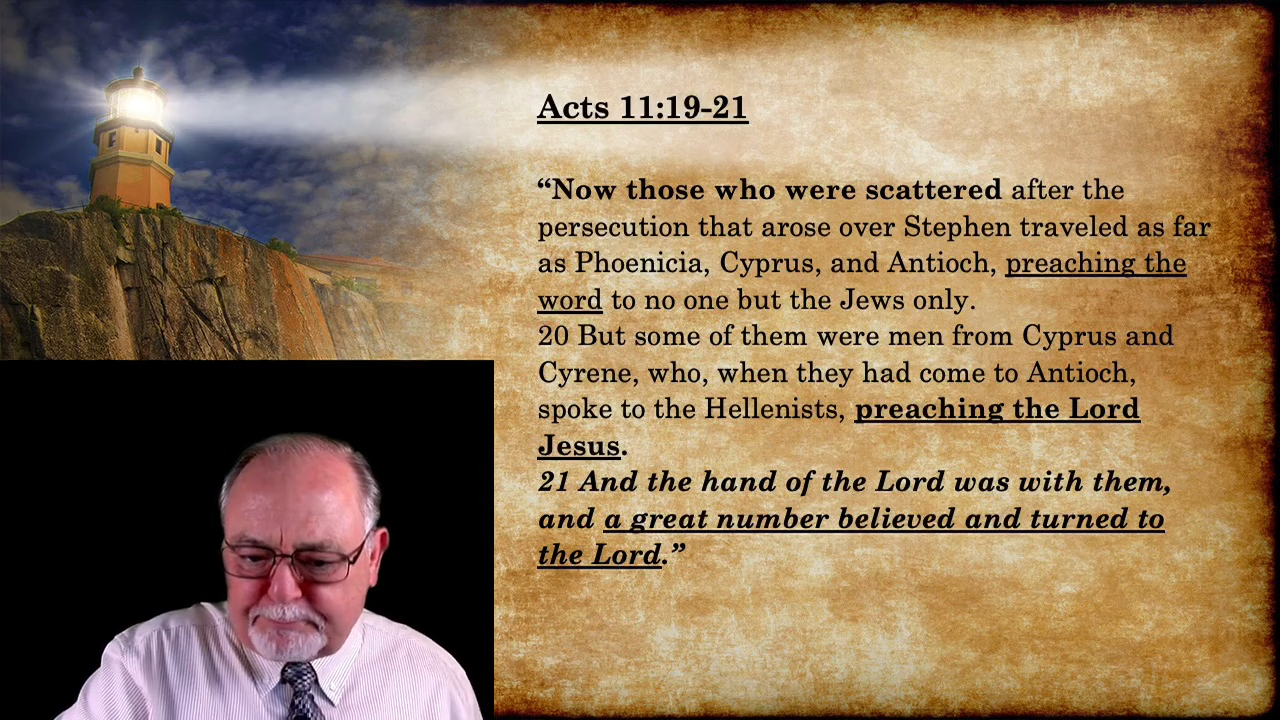 Acts 11:19-21
“Now those who were scattered after the
persecution that arose over Stephen traveled as far
as Phoenicia, Cyprus, and Antioch, preaching the
word to no one but the Jews only.
20 But some of them were men from Cyprus and
Cyrene, who, when they had come to Antioch,
spoke to the Hellenists, preaching the Lord
Jesus.
21 And the hand of the Lord was with them,
and a great number believed and turned to
the Lord.”